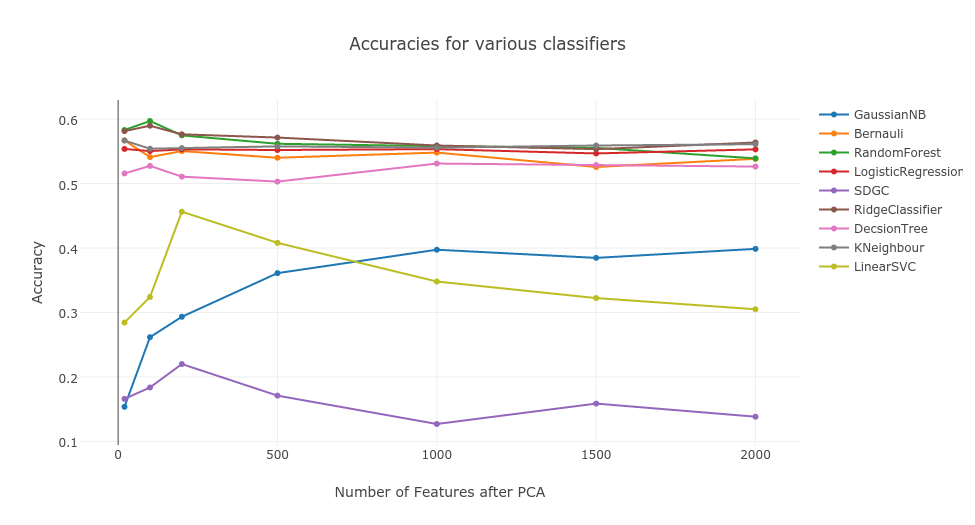 Accuracies for various classifiers
0.6
0.5
0.4
0.3
0.2
0.1
Accuracy
0
500
1000
1500
2000
Number of Features after PCA
GaussianNB
Bernauli
RandomForest
LogisticRegression
SDGC
RidgeClassifier
DecsionTree
KNeighbour
LinearSVC